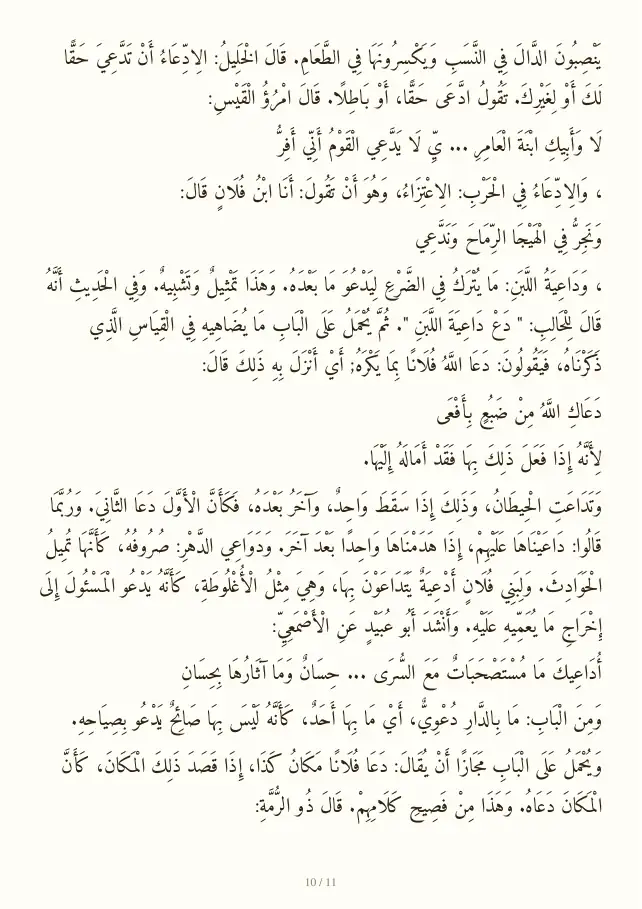 يَنْصِبُونَ الدَّالَ فِي النَّسَبِ وَيَكْسِرُونَهَا فِي الطَّعَامِ. قَالَ الْخَلِيلُ: الِادِّعَاءُ أَنْ تَدَّعِيَ حَقًّا
لَكَ أَوْ لِغَيْرِكَ. تَقُولُ ادَّعَى حَقًّا، أَوْ بَاطِلًا. قَالَ امْرُؤُ الْقَيْسِ:
لَا وَأَبِيكِ ابْنَةَ الْعَامِرِ ... يِّ لَا يَدَّعِي الْقَوْمُ أَنِّي أَفِرُّ
، وَالِادِّعَاءُ فِي الْحَرْبِ: الِاعْتِزَاءُ، وَهُوَ أَنْ تَقُولَ: أَنَا ابْنُ فُلَانٍ قَالَ:
وَنَجِرُّ فِي الْهَيْجَا الرِّمَاحَ وَنَدَّعِي
، وَدَاعِيَةُ اللَّبَنِ: مَا يُتْرَكُ فِي الضَّرْعِ لِيَدْعُوَ مَا بَعْدَهُ. وَهَذَا تَمْثِيلٌ وَتَشْبِيهٌ. وَفِي الْحَدِيثِ أَنَّهُ
قَالَ لِلْحَالِبِ: " دَعْ دَاعِيَةَ اللَّبَنِ ". ثُمَّ يُحْمَلُ عَلَى الْبَابِ مَا يُضَاهِيهِ فِي الْقِيَاسِ الَّذِي
ذَكَرْنَاهُ، فَيَقُولُونَ: دَعَا اللَّهُ فُلَانًا بِمَا يَكْرَهُ; أَيْ أَنْزَلَ بِهِ ذَلِكَ قَالَ:
دَعَاكِ اللَّهُ مِنْ ضَبُعٍ بِأَفْعَى
لِأَنَّهُ إِذَا فَعَلَ ذَلِكَ بِهَا فَقَدْ أَمَالَهُ إِلَيْهَا.
وَتَدَاعَتِ الْحِيطَانُ، وَذَلِكَ إِذَا سَقَطَ وَاحِدٌ، وَآخَرُ بَعْدَهُ، فَكَأَنَّ الْأَوَّلَ دَعَا الثَّانِيَ. وَرُبَّمَا
قَالُوا: دَاعَيْنَاهَا عَلَيْهِمْ، إِذَا هَدَمْنَاهَا وَاحِدًا بَعْدَ آخَرَ. وَدَوَاعِي الدَّهْرِ: صُرُوفُهُ، كَأَنَّهَا تُمِيلُ
الْحَوَادِثَ. وَلِبَنِي فُلَانٍ أُدْعِيَةٌ يَتَدَاعَوْنَ بِهَا، وَهِيَ مِثْلُ الْأُغْلُوطَةِ، كَأَنَّهُ يَدْعُو الْمَسْئُولَ إِلَى
إِخْرَاجِ مَا يُعَمِّيهِ عَلَيْهِ. وَأَنْشَدَ أَبُو عُبَيْدٍ عَنِ الْأَصْمَعِيِّ:
أُدَاعِيكَ مَا مُسْتَصْحَبَاتٌ مَعَ السُّرَى ... حِسَانٌ وَمَا آثَارُهَا بِحِسَانِ
وَمِنَ الْبَابِ: مَا بِالدَّارِ دُعْوِيٌّ، أَيْ مَا بِهَا أَحَدٌ، كَأَنَّهُ لَيْسَ بِهَا صَائِحٌ يَدْعُو بِصِيَاحِهِ.
وَيُحْمَلُ عَلَى الْبَابِ مَجَازًا أَنْ يُقَالَ: دَعَا فُلَانًا مَكَانُ كَذَا، إِذَا قَصَدَ ذَلِكَ الْمَكَانَ، كَأَنَّ
الْمَكَانَ دَعَاهُ. وَهَذَا مِنْ فَصِيحِ كَلَامِهِمْ. قَالَ ذُو الرُّمَّةِ:
10 / 11